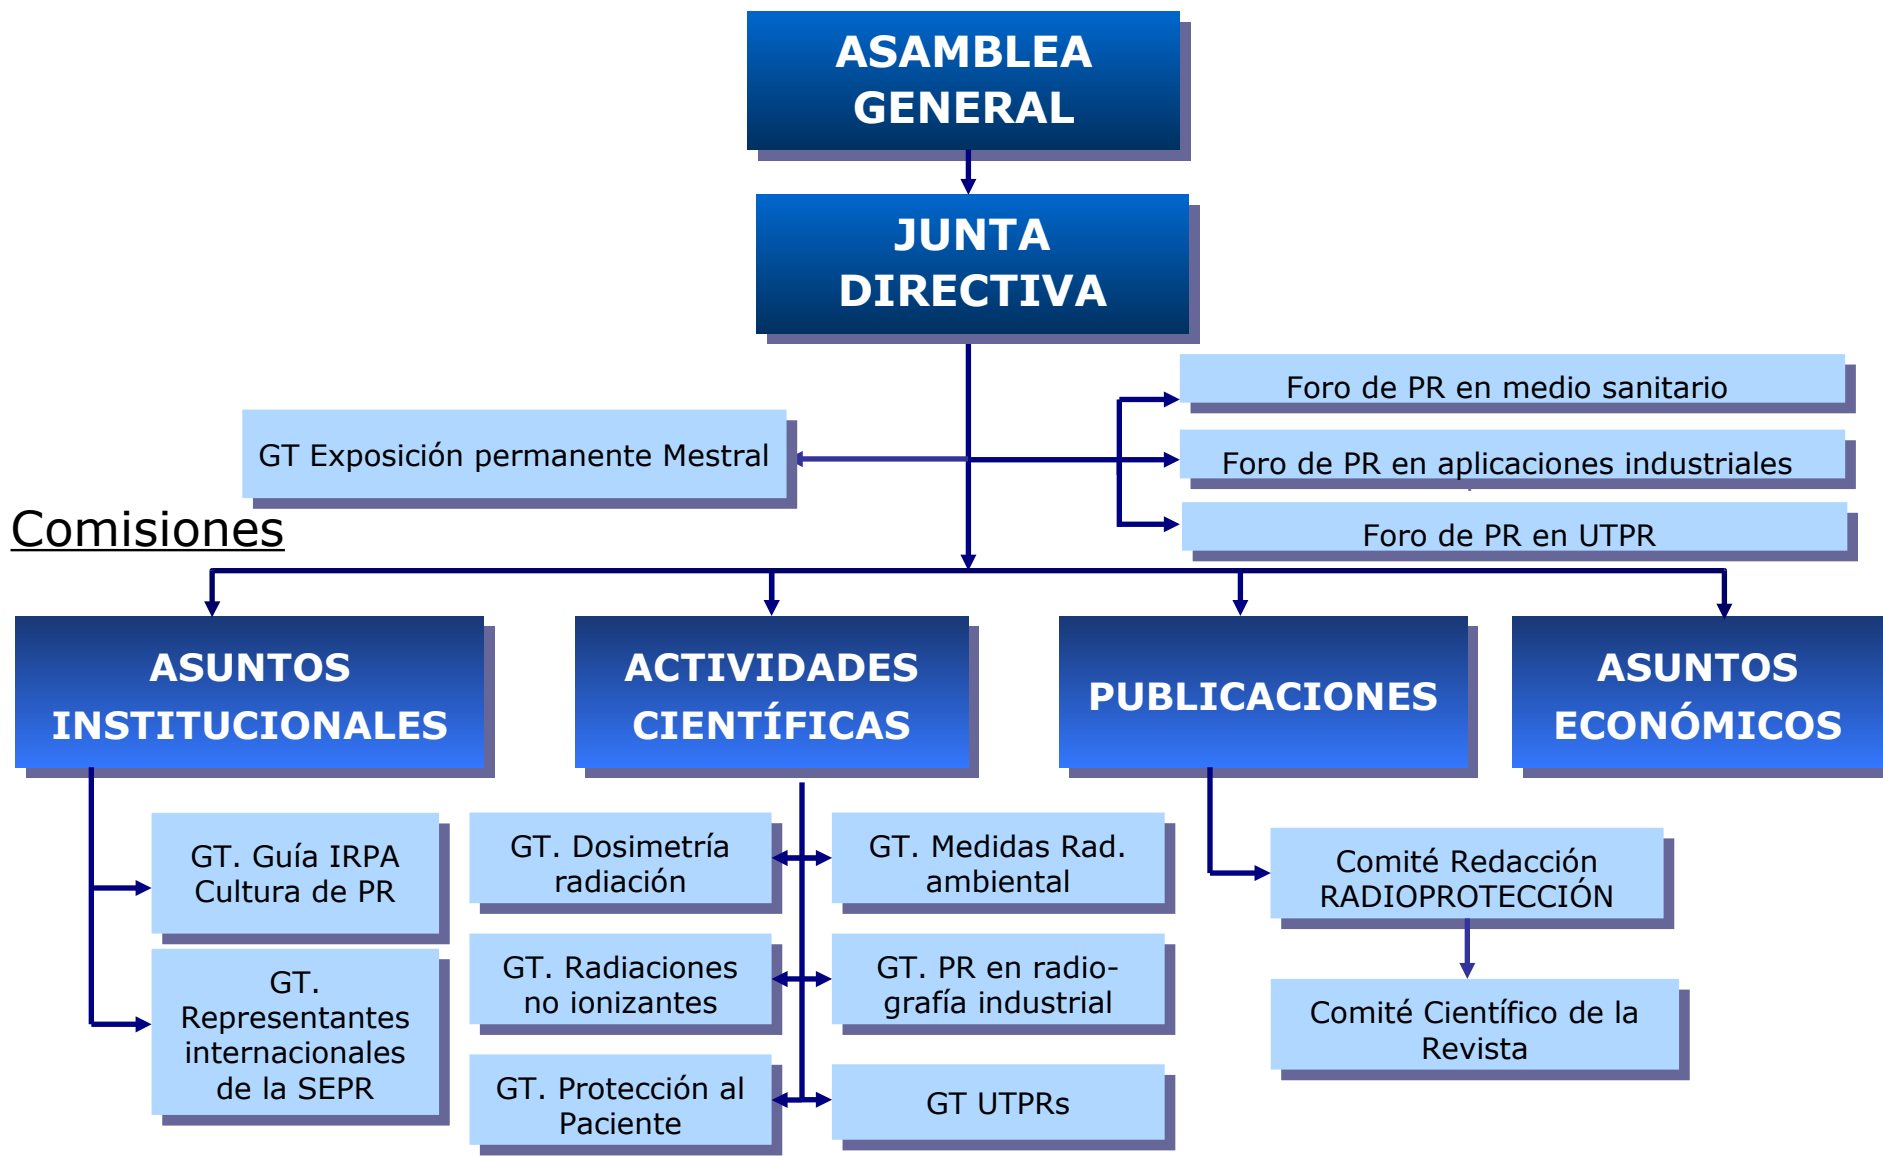 ASAMBLEA
GENERAL
JUNTA
DIRECTIVA
Foro de PR en medio sanitario
GT Exposición permanente Mestral
Foro de PR en aplicaciones industriales
Foro de PR en UTPR
Comisiones
ASUNTOS
INSTITUCIONALES
ACTIVIDADES
CIENTÍFICAS
PUBLICACIONES
ASUNTOS
ECONÓMICOS
GT. Guía IRPA
Cultura de PR
GT.
Representantes
internacionales
de la SEPR
GT. Dosimetría
radiación
GT. Medidas Rad.
ambiental
GT. Radiaciones
no ionizantes
GT. PR en radio-
grafía industrial
GT. Protección al
Paciente
GT UTPRs
Comité Redacción
RADIOPROTECCIÓN
Comité Científico de la
Revista